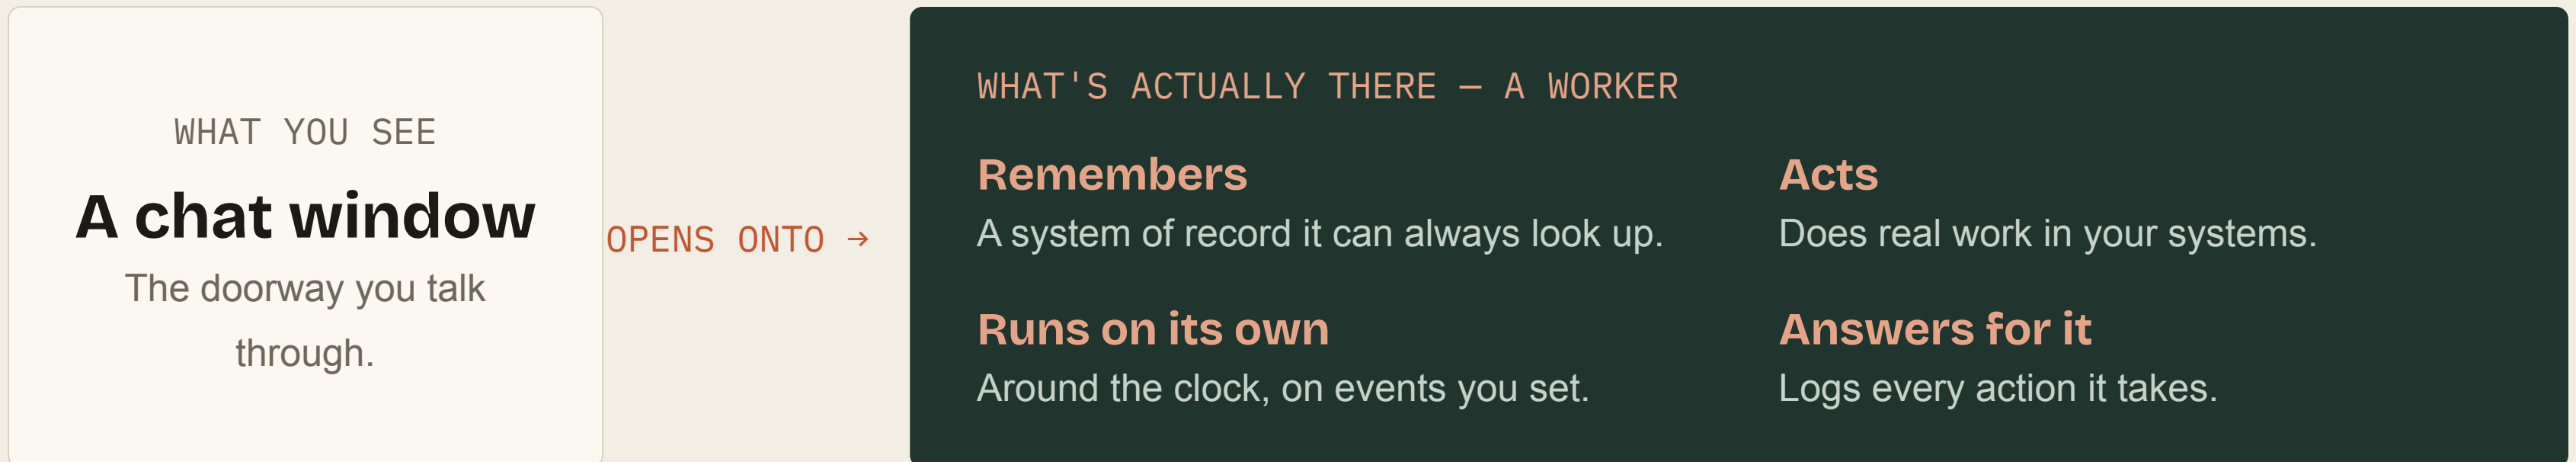 WHAT YOU SEE
A chat window
The doorway you talk
through.
OPENS ONTO →
WHAT'S ACTUALLY THERE — A WORKER
Remembers
A system of record it can always look up.
Acts
Does real work in your systems.
Runs on its own
Around the clock, on events you set.
Answers for it
Logs every action it takes.